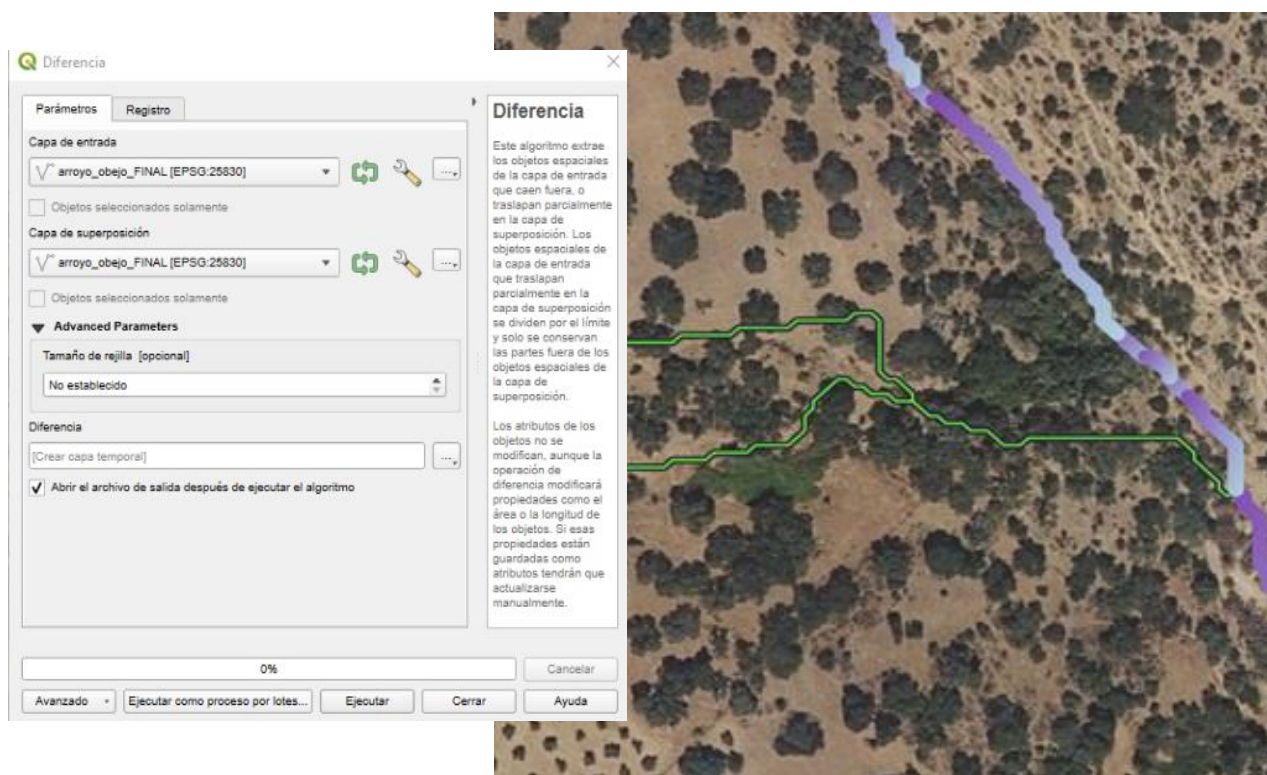 Diferencia
Parámetros
Registro
Capa de entrada
arroyo_obejo_FINAL [EPSG:25830]
...
Objetos seleccionados solamente
Capa de superposición
arroyo_obejo_FINAL [EPSG:25830]
...
Objetos seleccionados solamente
Advanced Parameters
Tamaño de rejilla [opcional]
No establecido
Diferencia
[Crear capa temporal]
...
Abrir el archivo de salida después de ejecutar el algoritmo
Diferencia
Este algoritmo extrae
los objetos espaciales
de la capa de entrada
que caen fuera, o
traslapan parcialmente
en la capa de
superposición. Los
objetos espaciales de
la capa de entrada
que traslapan
parcialmente en la
capa de superposición
se dividen por el límite
y solo se conservan
las partes fuera de los
objetos espaciales de
la capa de
superposición.
Los atributos de los
objetos no se
modifican, aunque la
operación de
diferencia modificará
propiedades como el
área o la longitud de
los objetos. Si esas
propiedades están
guardadas como
atributos tendrán que
actualizarse
manualmente.
0%
Cancelar
Avanzado
Ejecutar como proceso por lotes...
Ejecutar
Cerrar
Ayuda